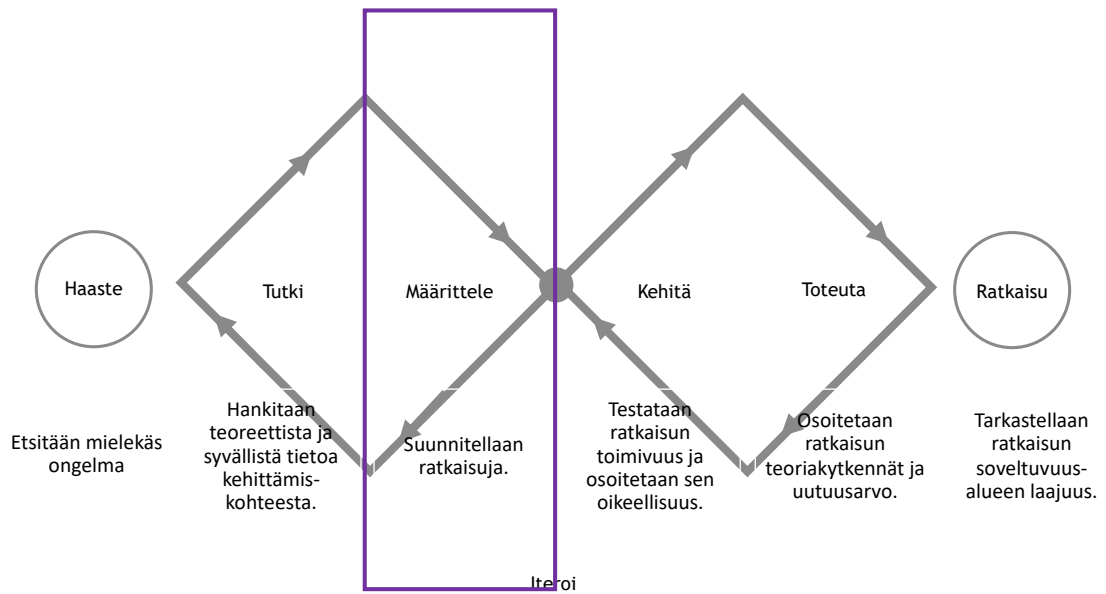 Haaste
Tutki
Määrittele
Kehitä
Toteuta
Ratkaisu
Etsitään mielekäs
ongelma
Hankitaan
teoreettista ja
syvällistä tietoa
kehittämis-
kohteesta.
Suunnitellaan
ratkaisuja.
Testataan
ratkaisun
toimivuus ja
osoitetaan sen
oikeellisuus.
Osoitetaan
ratkaisun
teoriakytkennät ja
uutuusarvo.
Tarkastellaan
ratkaisun
soveltuvuus-
alueen laajuus.
Iteroi